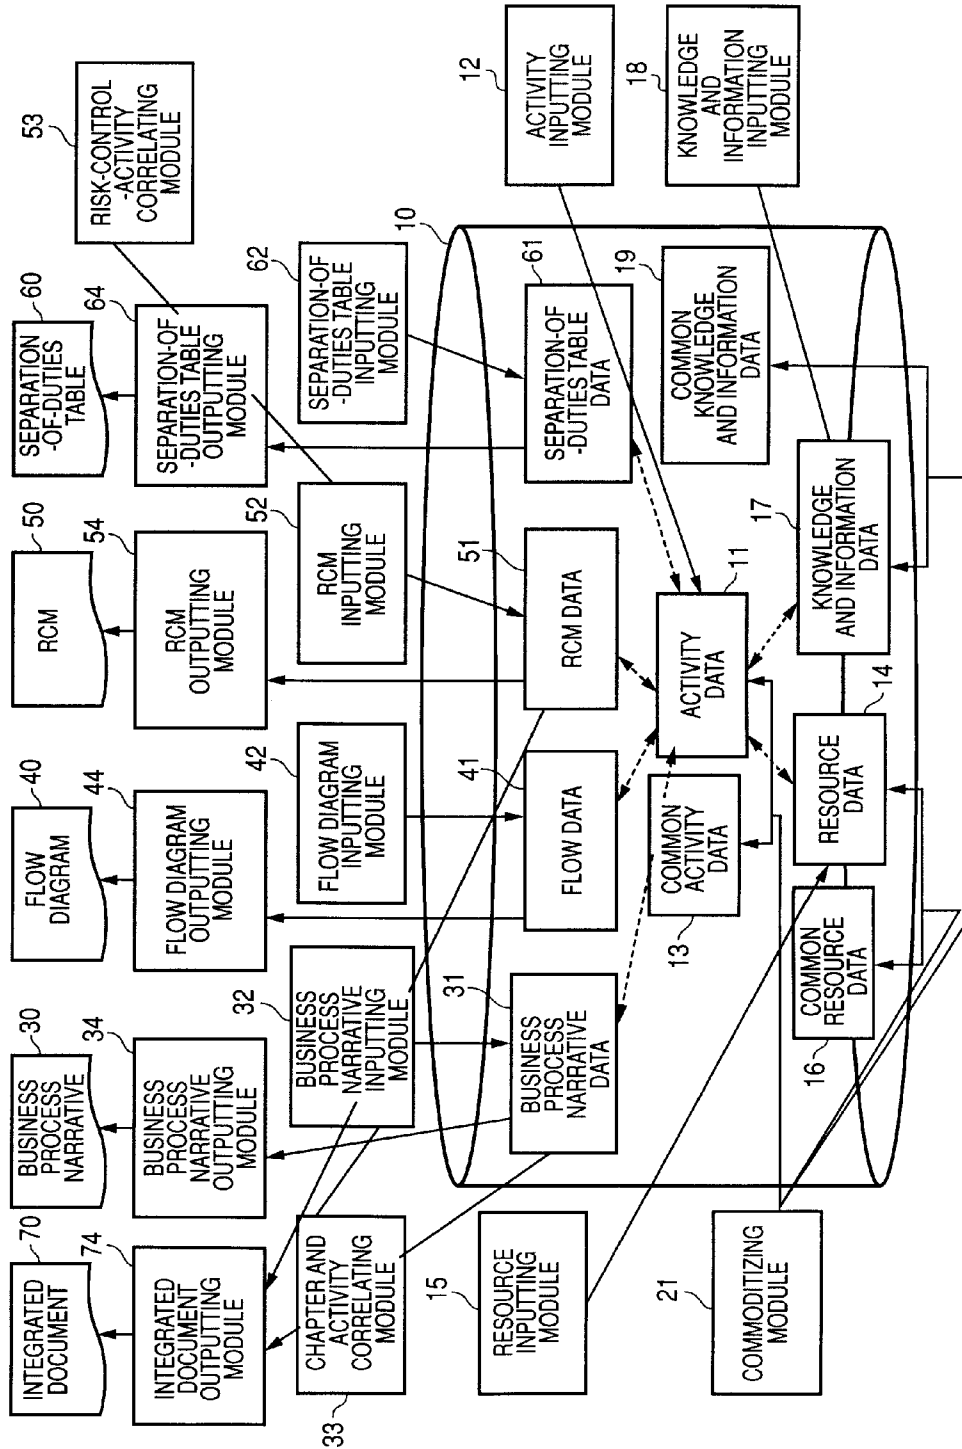 INTEGRATED
DOCUMENT
70
BUSINESS
PROCESS
NARRATIVE
30
FLOW
DIAGRAM
40
RCM
50
SEPARATION
-OF-DUTIES
TABLE
60
RISK-CONTROL
-ACTIVITY
CORRELATING
MODULE
53
INTEGRATED
DOCUMENT
OUTPUTTING
MODULE
74
BUSINESS
PROCESS
NARRATIVE
OUTPUTTING
MODULE
34
FLOW DIAGRAM
OUTPUTTING
MODULE
44
RCM
OUTPUTTING
MODULE
54
SEPARATION-OF
-DUTIES TABLE
OUTPUTTING
MODULE
64
CHAPTER AND
ACTIVITY
CORRELATING
MODULE
33
BUSINESS
PROCESS
NARRATIVE
INPUTTING
MODULE
32
FLOW DIAGRAM
INPUTTING
MODULE
42
RCM
INPUTTING
MODULE
52
SEPARATION-OF
-DUTIES TABLE
INPUTTING
MODULE
62
10
RESOURCE
INPUTTING
MODULE
15
BUSINESS
PROCESS
NARRATIVE
DATA
31
FLOW DATA
41
RCM DATA
51
SEPARATION-OF
-DUTIES TABLE
DATA
61
ACTIVITY
INPUTTING
MODULE
12
COMMON
ACTIVITY
DATA
13
ACTIVITY
DATA
11
COMMON
KNOWLEDGE
AND INFORMATION
DATA
19
KNOWLEDGE
AND
INFORMATION
INPUTTING
MODULE
18
COMMODITIZING
MODULE
21
COMMON
RESOURCE
DATA
16
RESOURCE
DATA
14
KNOWLEDGE
AND INFORMATION
DATA
17